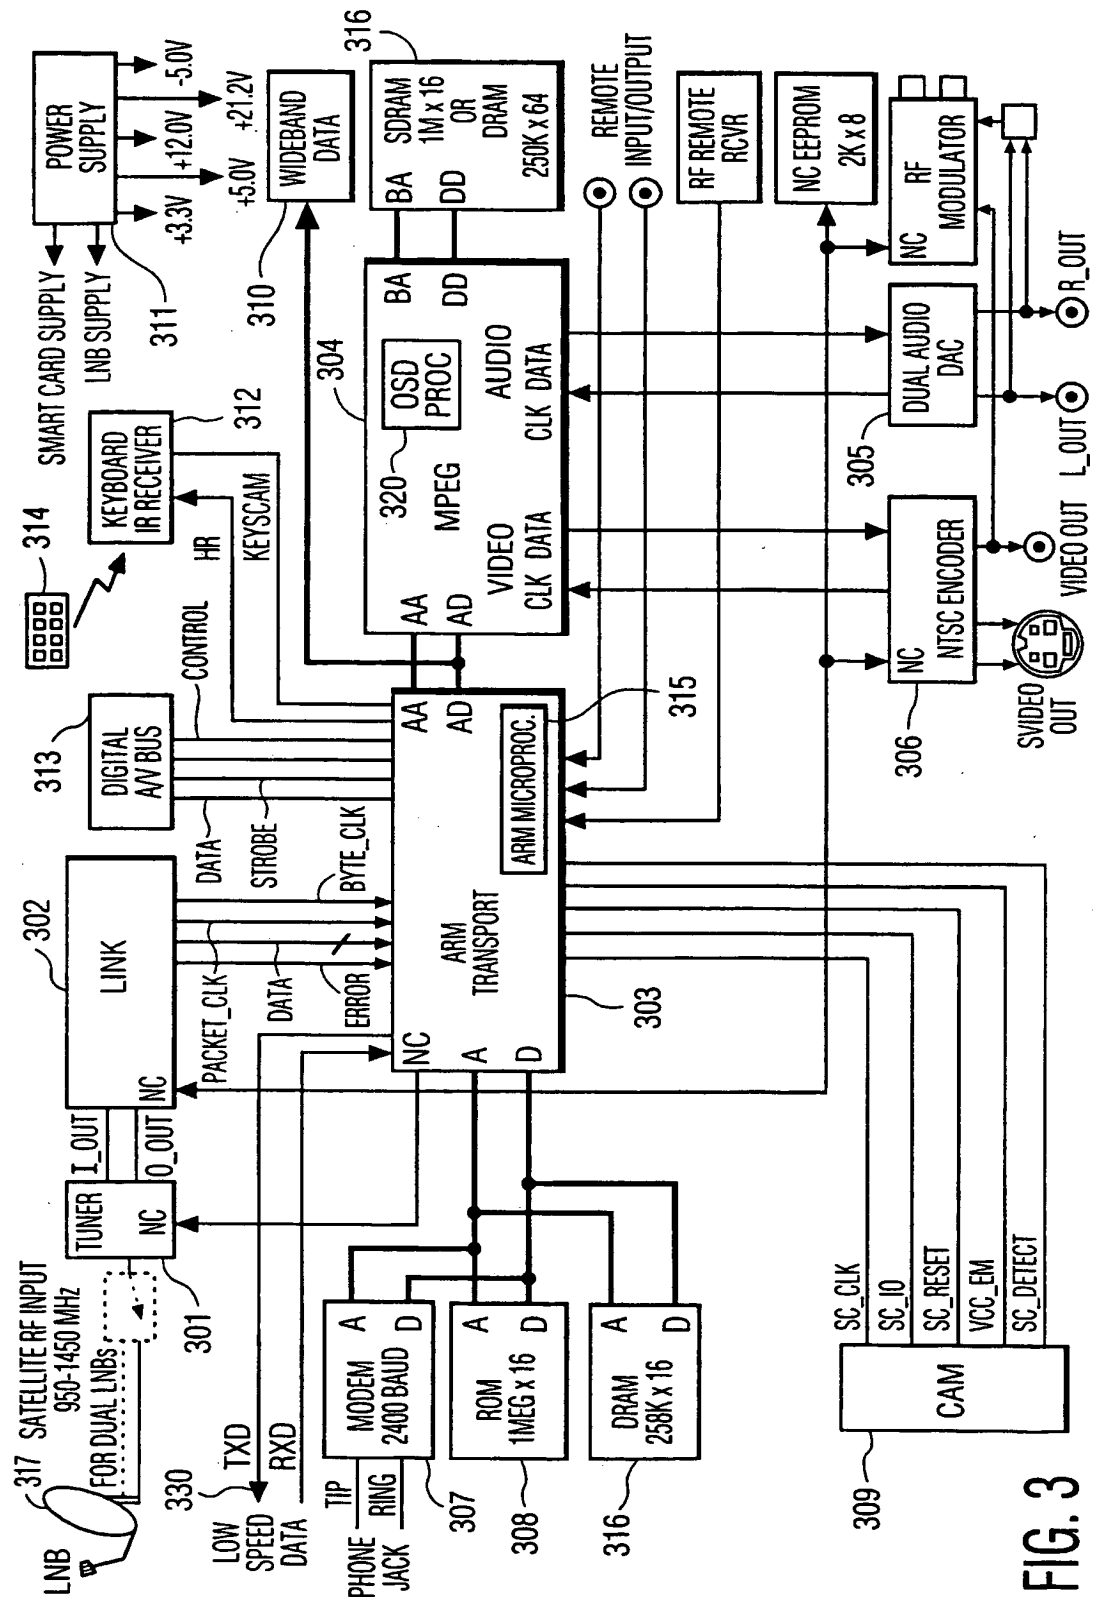 317
SATELLITE RF INPUT
950-1450 MHz
LNB
FOR DUAL LNBs
301
TUNER
NC
I_OUT
O_OUT
302
LINK
NC
PACKET_CLK
DATA
ERROR
BYTE_CLK
313
DIGITAL
A/V BUS
DATA
STROBE
CONTROL
314
KEYBOARD
IR RECEIVER
312
HR
KEYSCAM
SMART CARD SUPPLY
LNB SUPPLY
POWER
SUPPLY
311
+3.3V
+5.0V
+12.0V
+21.2V
-5.0V
310
WIDEBAND
DATA
330
TXD
RXD
LOW
SPEED
DATA
PHONE
JACK
TIP
RING
MODEM
2400 BAUD
A
D
307
ROM
1MEG x 16
A
D
308
DRAM
258K x 16
A
D
316
NC
A
D
ARM
TRANSPORT
303
AA
AD
ARM MICROPROC.
315
304
AA
AD
MPEG
OSD
PROC
320
BA
DD
VIDEO
CLK DATA
AUDIO
CLK DATA
BA
DD
SDRAM
1M x 16
OR
DRAM
250K x 64
316
REMOTE
INPUT/OUTPUT
RF REMOTE
RCVR
NC EEPROM
2K x 8
NC
RF
MODULATOR
DUAL AUDIO
DAC
305
NC
NTSC ENCODER
306
SVIDEO
OUT
VIDEO OUT
L_OUT
R_OUT
SC_CLK
SC_IO
SC_RESET
VCC_EM
SC_DETECT
CAM
309
FIG. 3